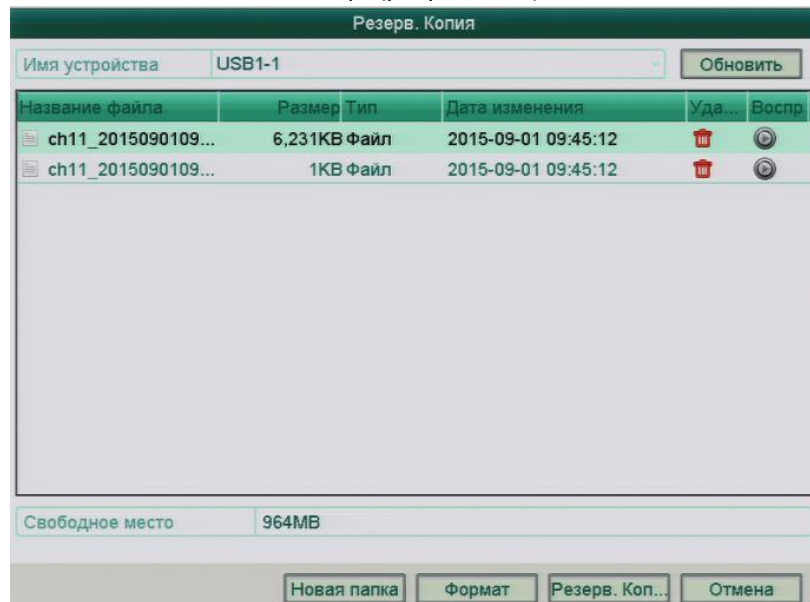 Резерв. Копия
Имя устройства USB1-1 Обновить
Название файла Размер Тип Дата изменения Уда... Воспр
ch11_2015090109... 6,231KB Файл 2015-09-01 09:45:12
ch11_2015090109... 1KB Файл 2015-09-01 09:45:12
Свободное место 964MB
Новая папка Формат Резерв. Коп... Отмена